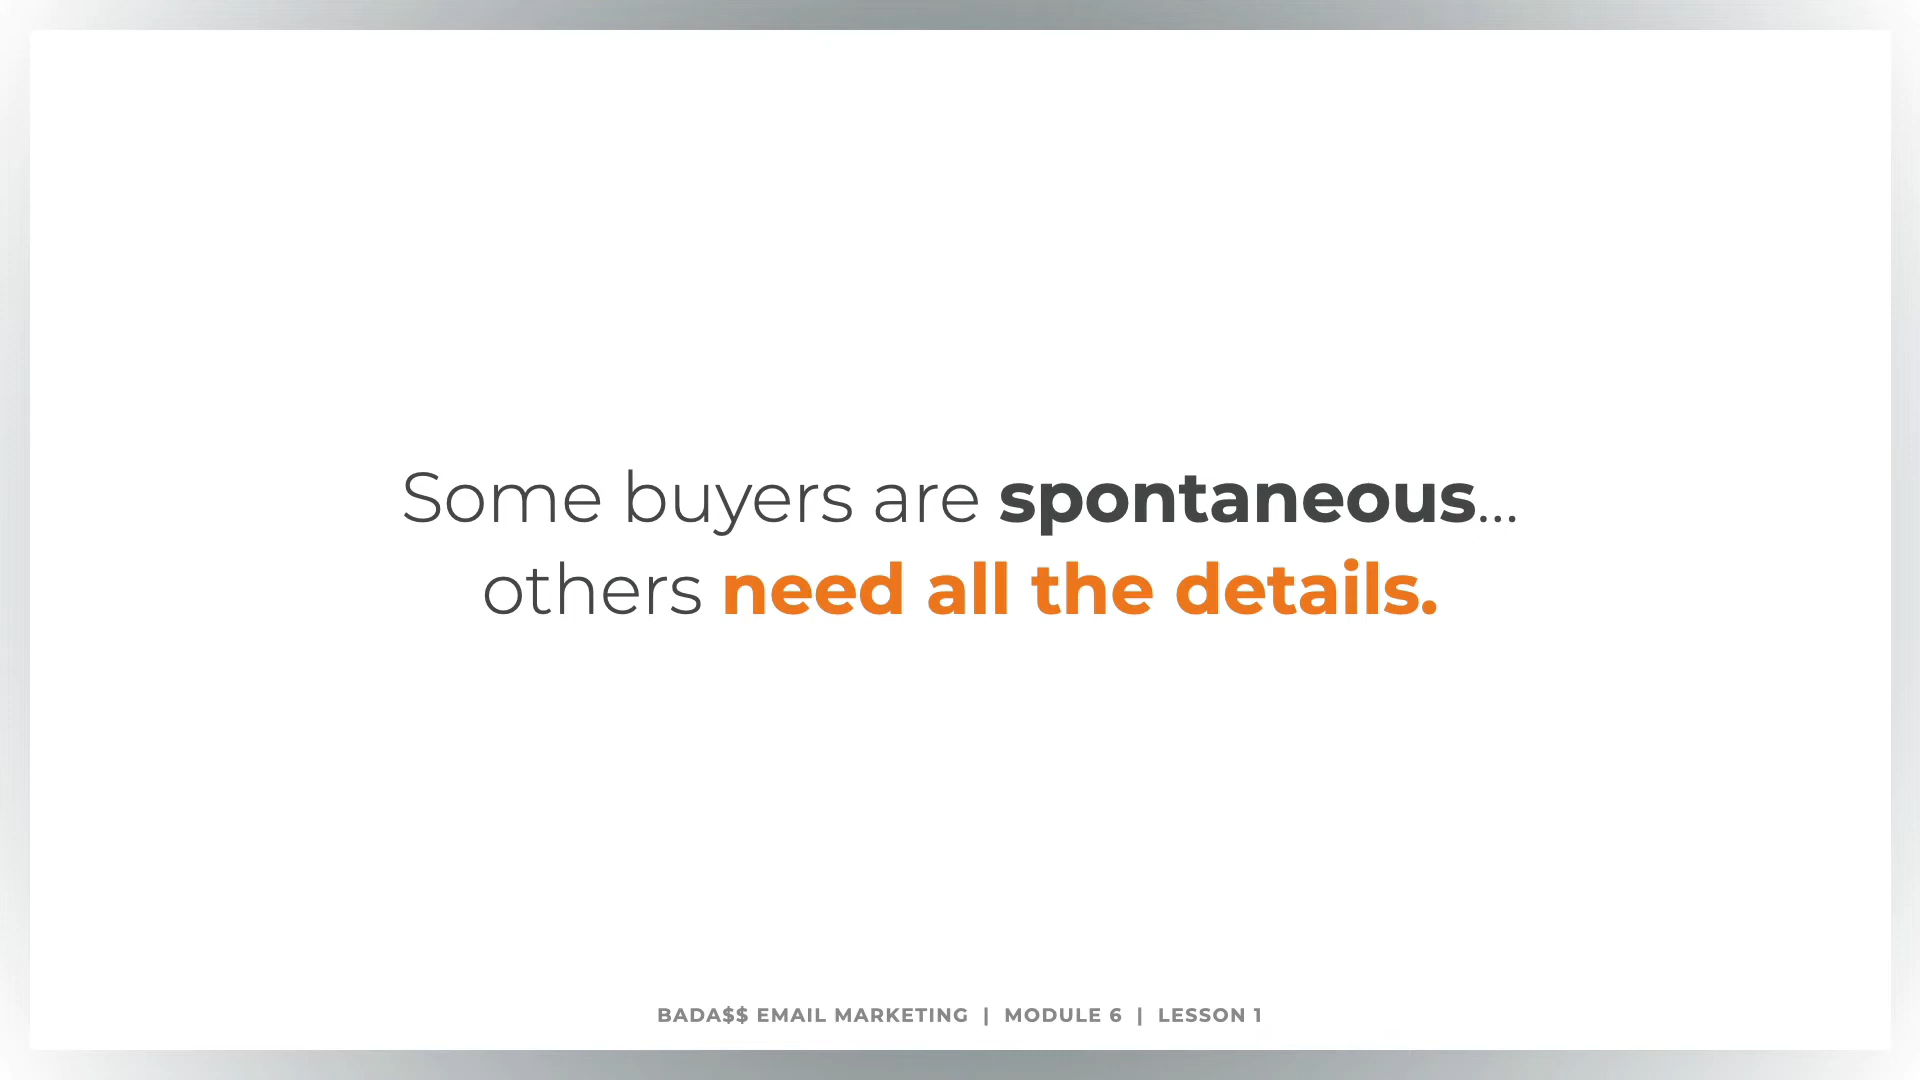 Some buyers are spontaneous...
others need all the details.
BADA$$ EMAIL MARKETING | MODULE 6 | LESSON 1